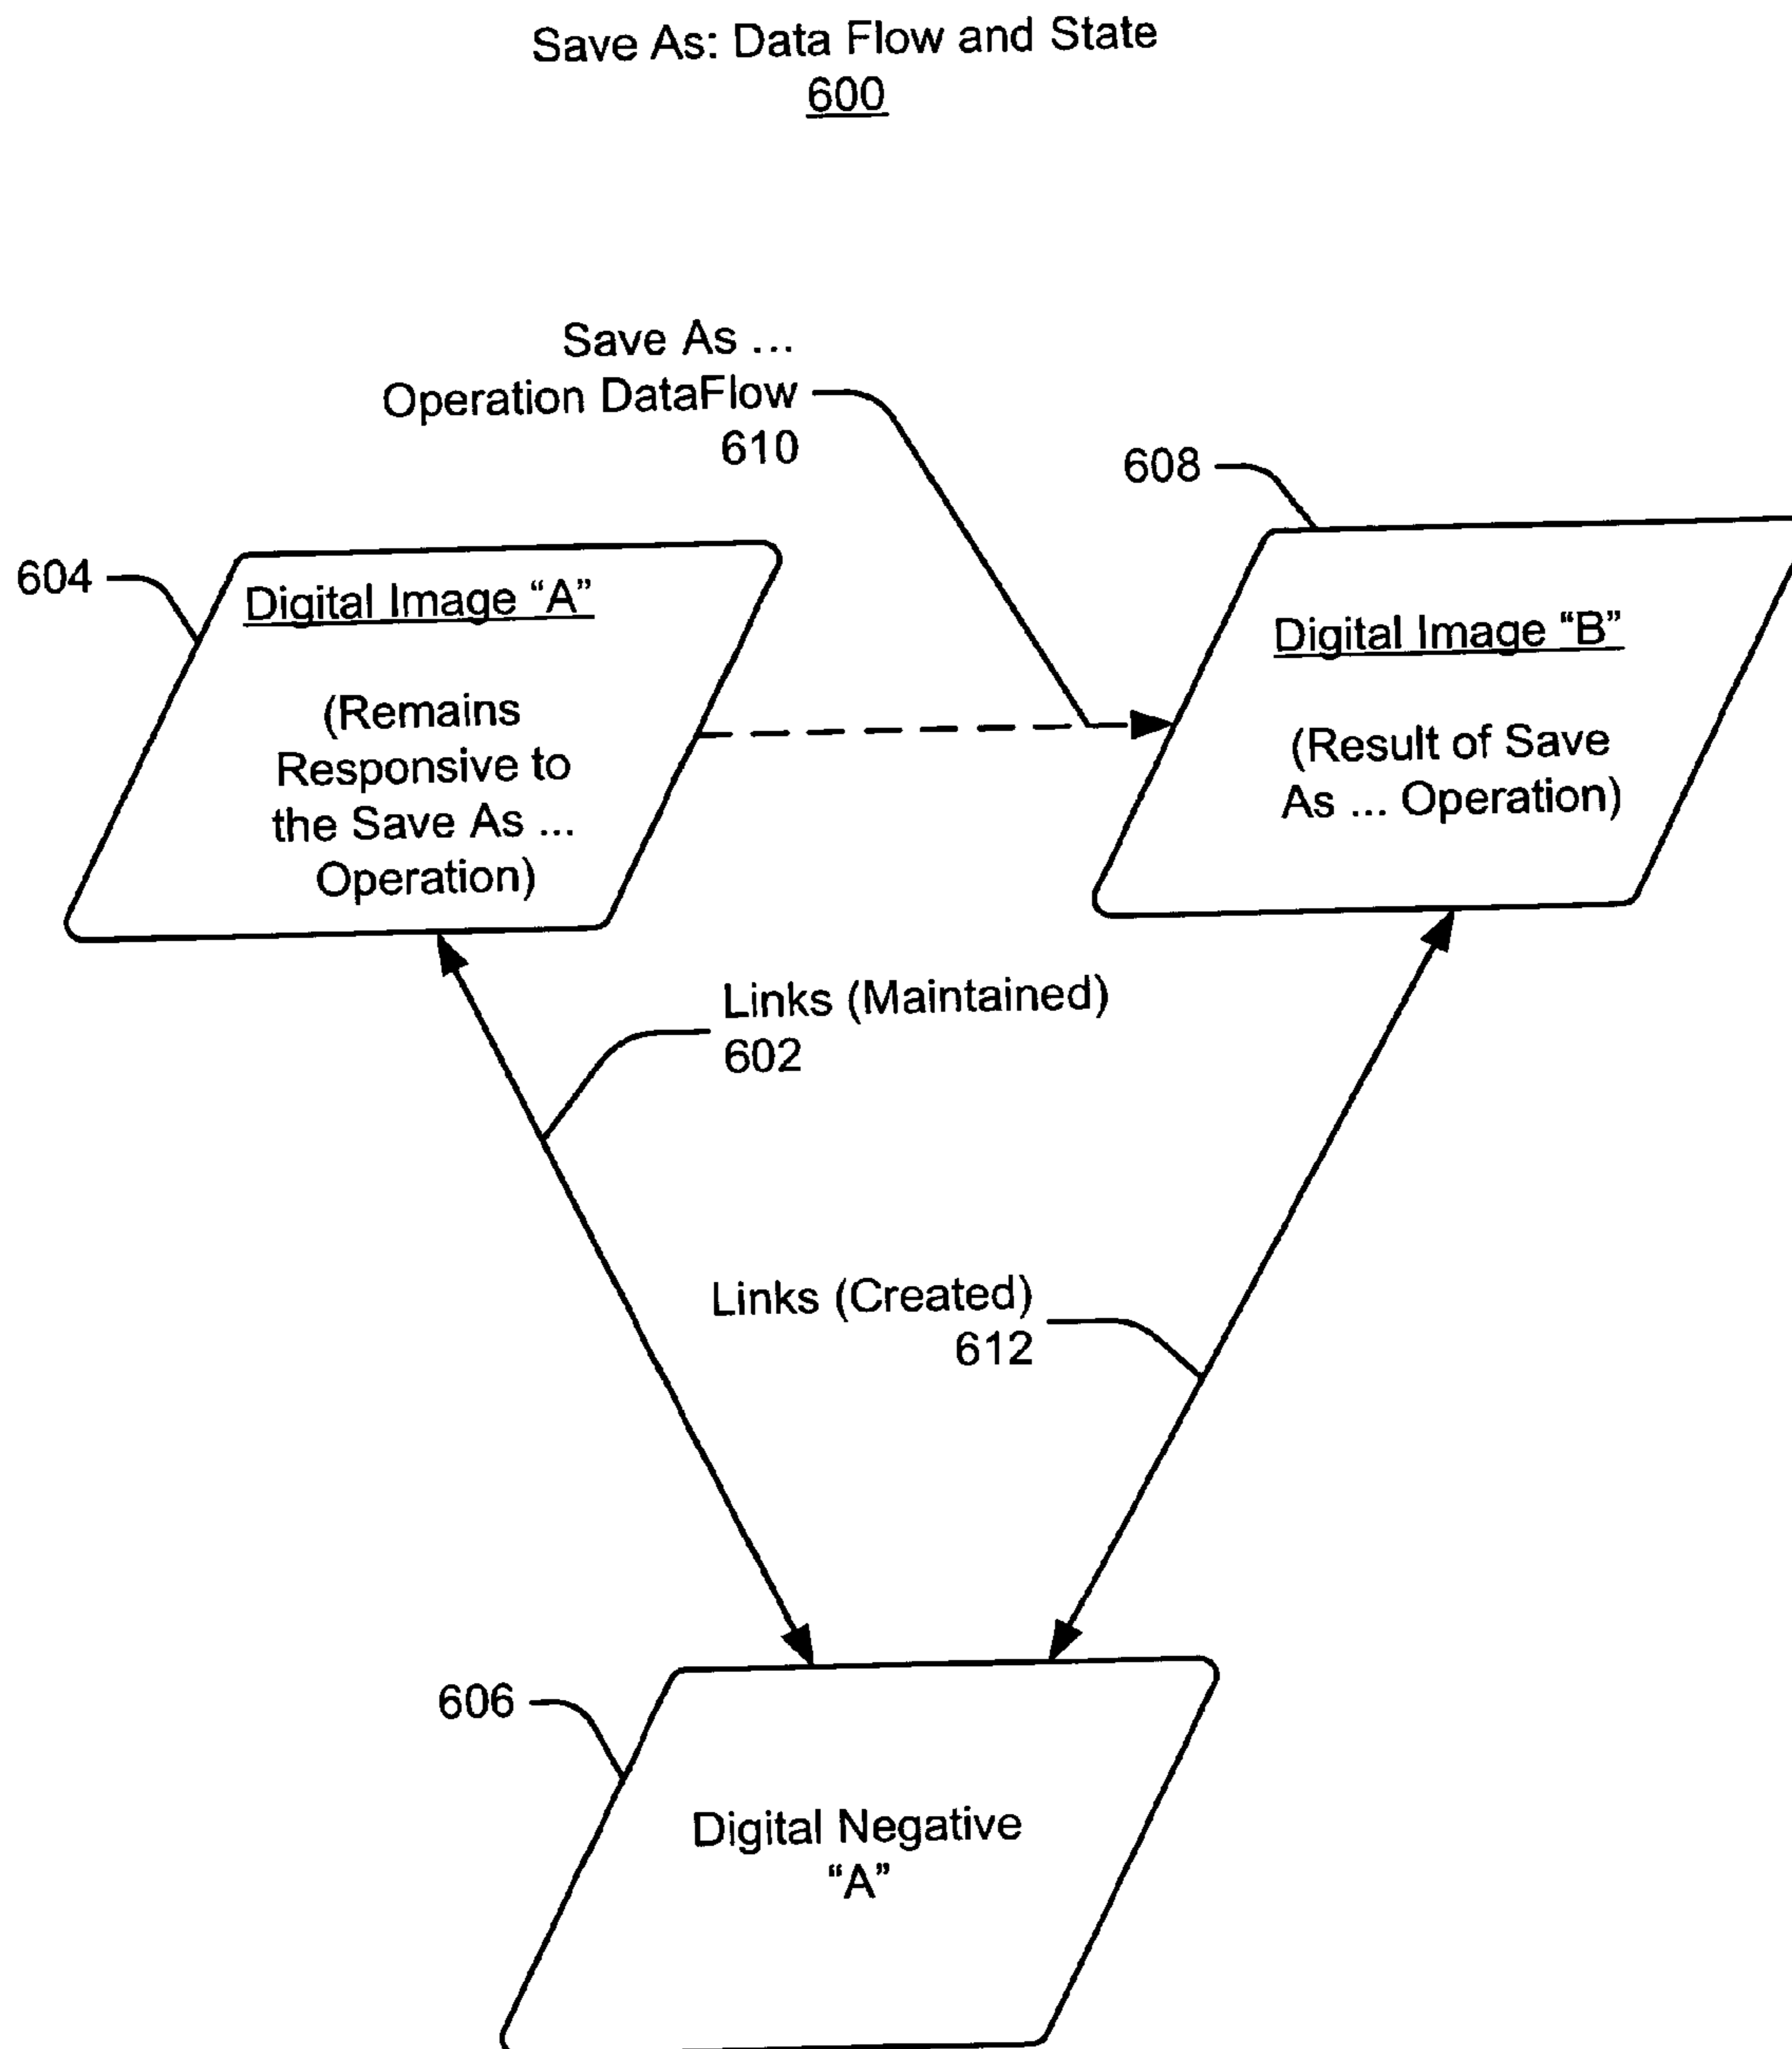 Save As: Data Flow and State
600
Save As ...
Operation DataFlow
610
608
604
Digital Image “A”
(Remains
Responsive to
the Save As ...
Operation)
Digital Image “B”
(Result of Save
As ... Operation)
Links (Maintained)
602
Links (Created)
612
606
Digital Negative
“A”